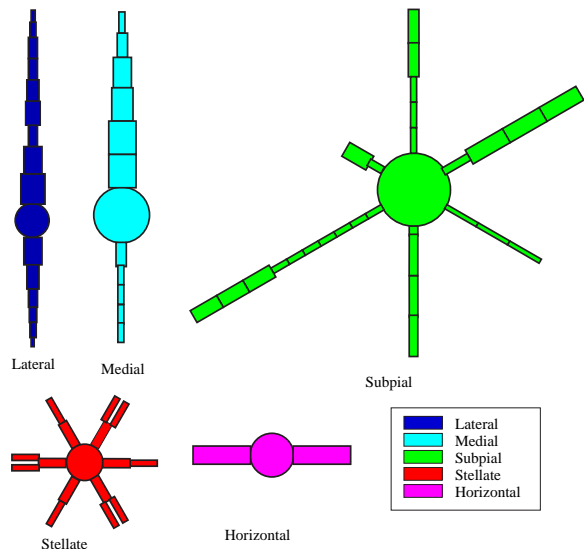 Lateral
Medial
Subpial
Stellate
Horizontal
Lateral
Medial
Subpial
Stellate
Horizontal